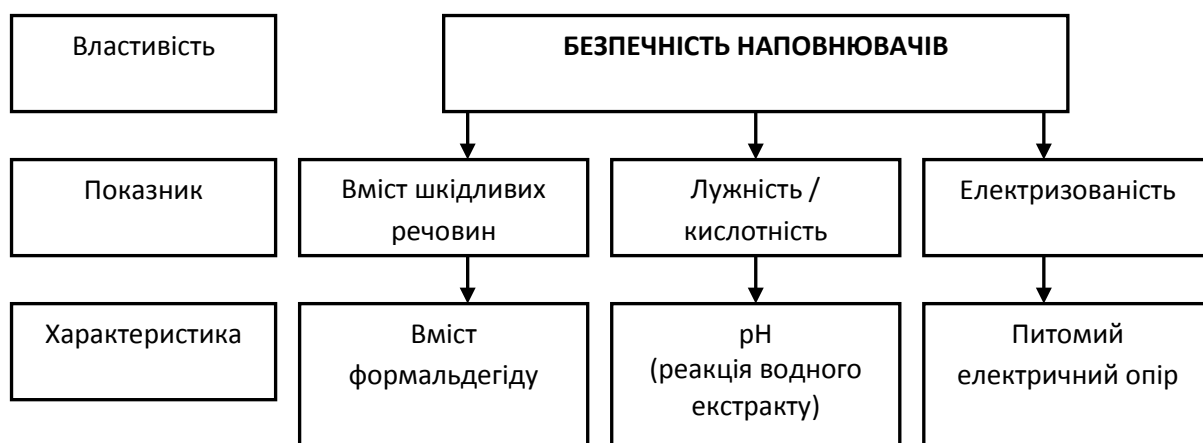 Властивість
БЕЗПЕЧНІСТЬ НАПОВНЮВАЧІВ
Показник
Вміст шкідливих
речовин
Лужність /
кислотність
Електризованість
Характеристика
Вміст
формальдегіду
pH
(реакція водного
екстракту)
Питомий
електричний опір